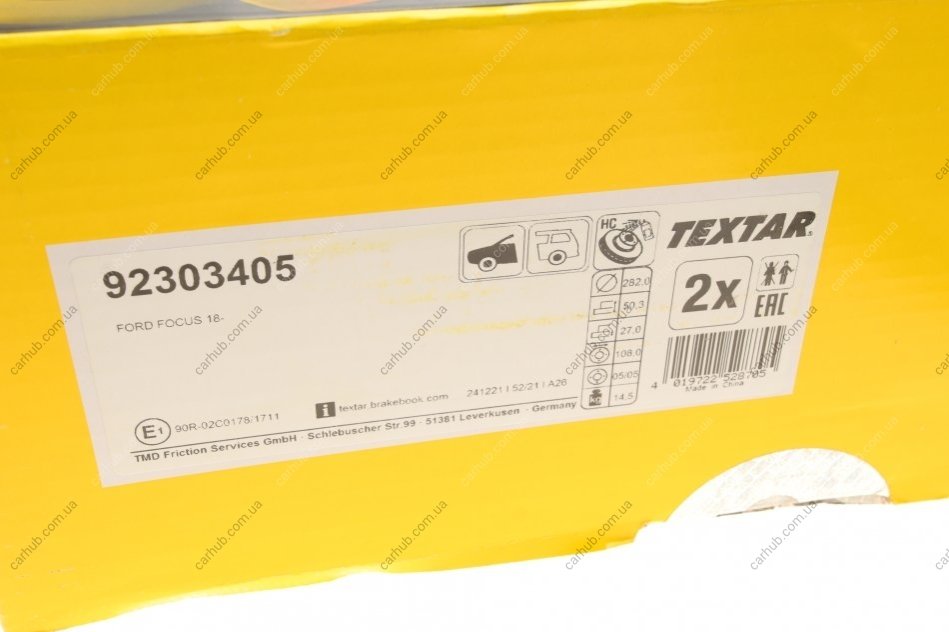 92303405
FORD FOCUS 18-
HC
TEXTAR®
2x
EAC
282.0
50.3
27.0
108.0
05/05
kg 14.5
4 019722 528705
Made in China
E1 90R-02C0178/1711
i textar.brakebook.com
241221 I 52/21 I A26
TMD Friction Services GmbH · Schlebuscher Str.99 · 51381 Leverkusen · Germany
carhub.com.ua